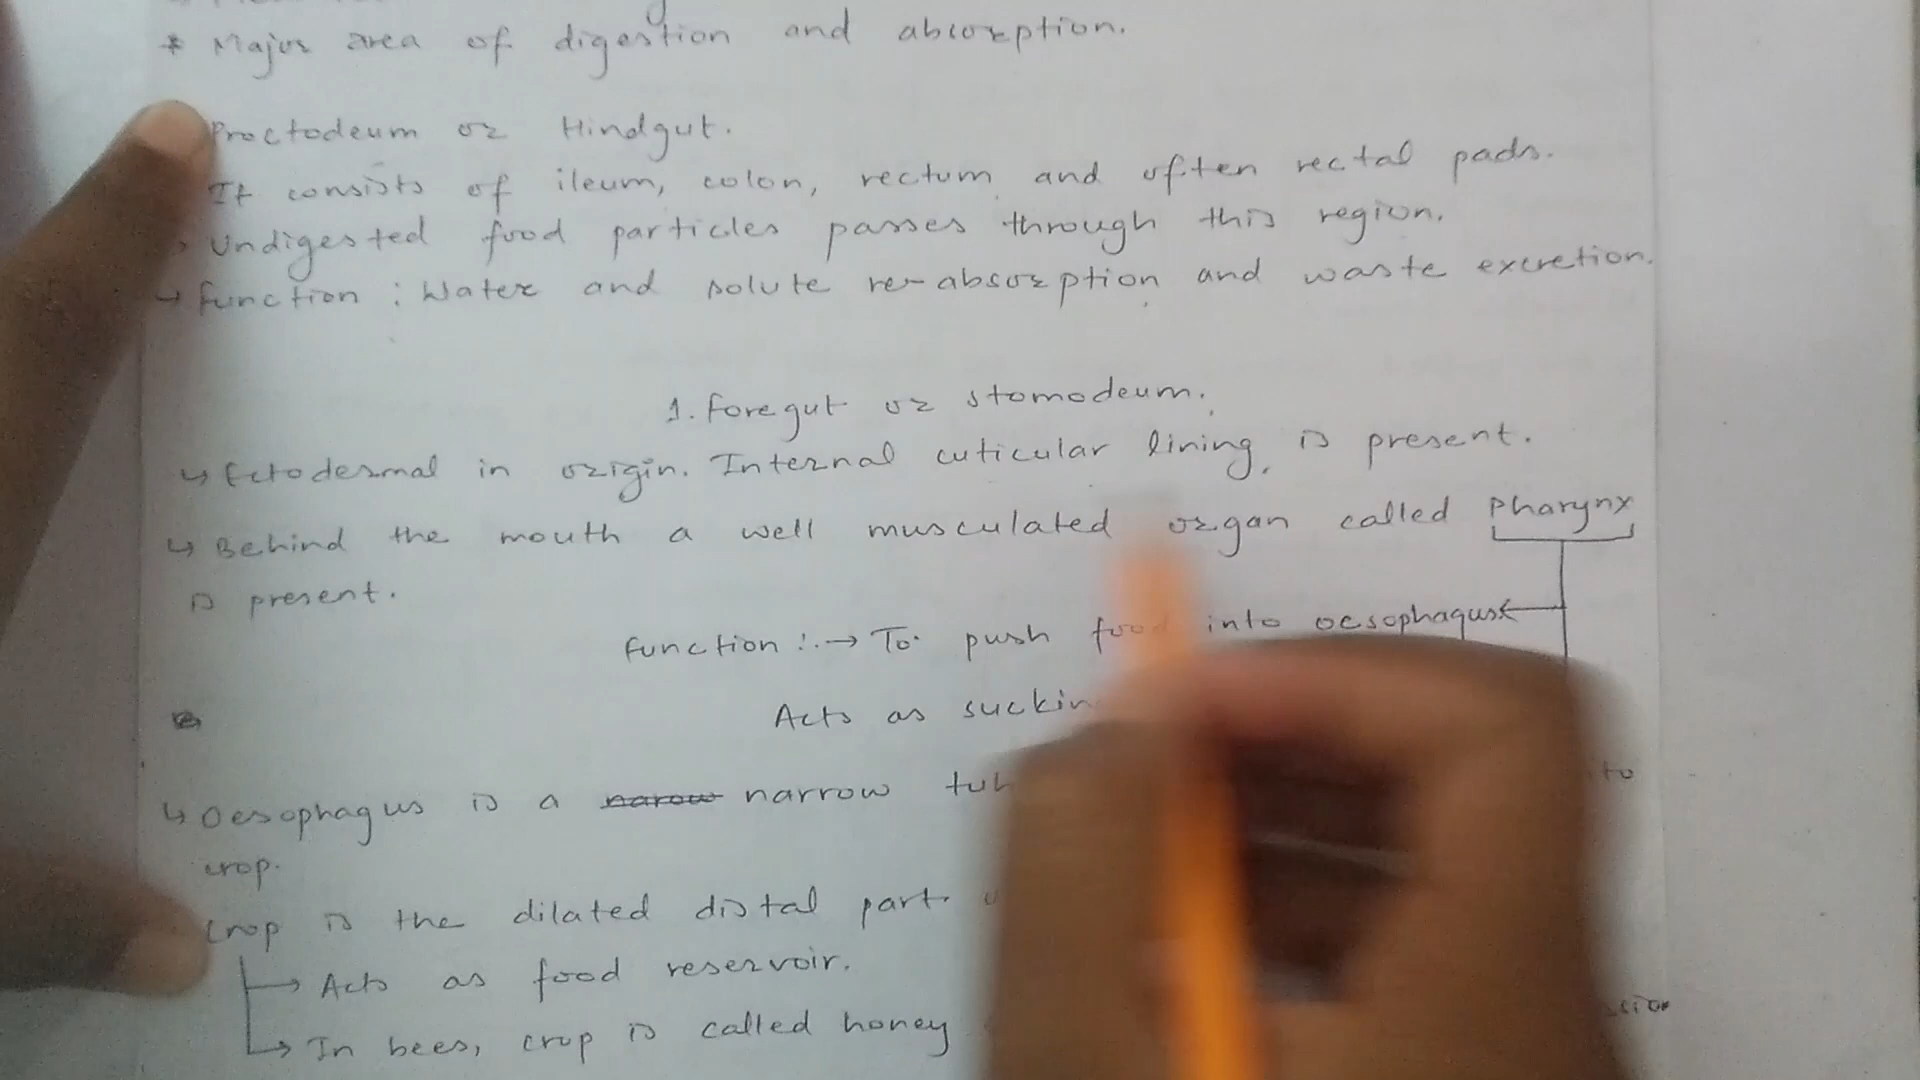 * Major area of digestion and absorption.
Proctodeum or Hindgut.
It consists of ileum, colon, rectum and often rectal pads.
Undigested food particles passes through this region.
↳ function : Water and solute re-absorption and waste excretion.
1. Foregut or stomodeum.
↳ Ectodermal in origin. Internal cuticular lining is present.
↳ Behind the mouth a well musculated organ called Pharynx
is present.
function :. → To push food into oesophagus ←
Acts as
↳ Oesophagus is a narow narrow to
crop.
Crop is the dilated distal part
→ Acts as food reservoir.
→ In bees, crop is called honey